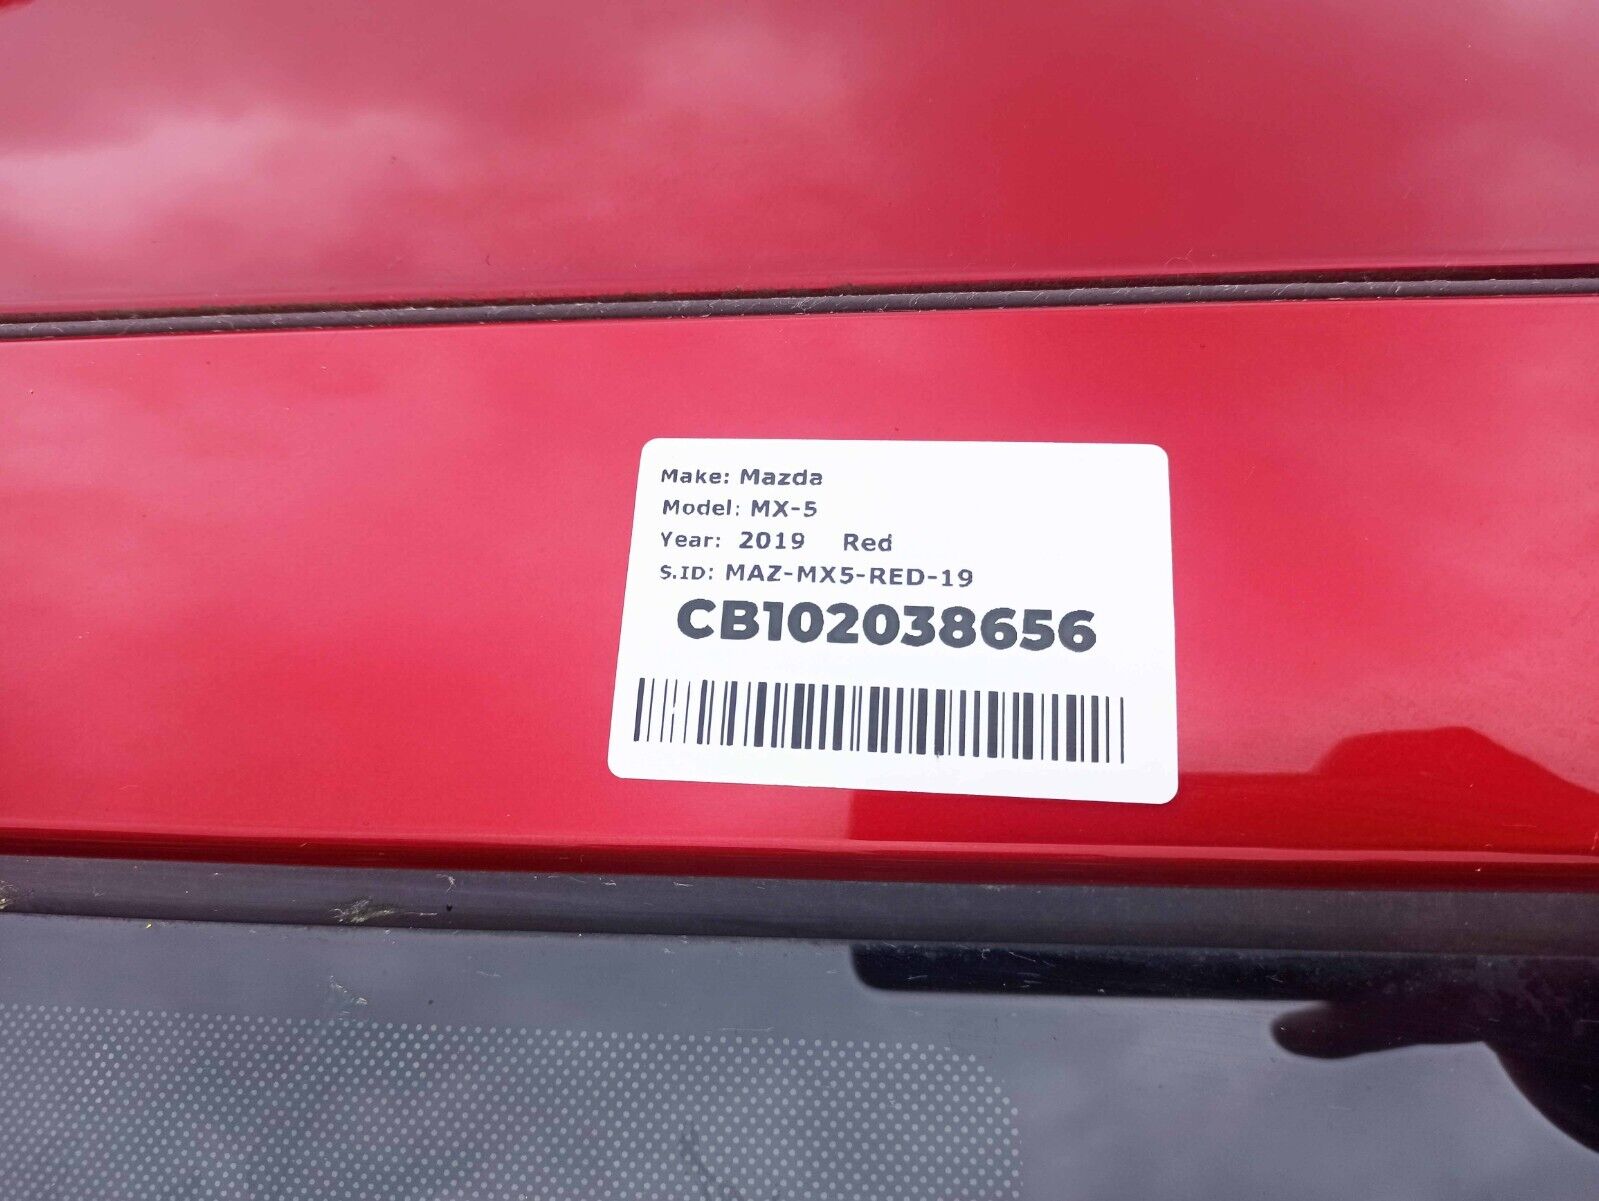 Make: Mazda
Model: MX-5
Year: 2019 Red
S.ID: MAZ-MX5-RED-19
CB102038656